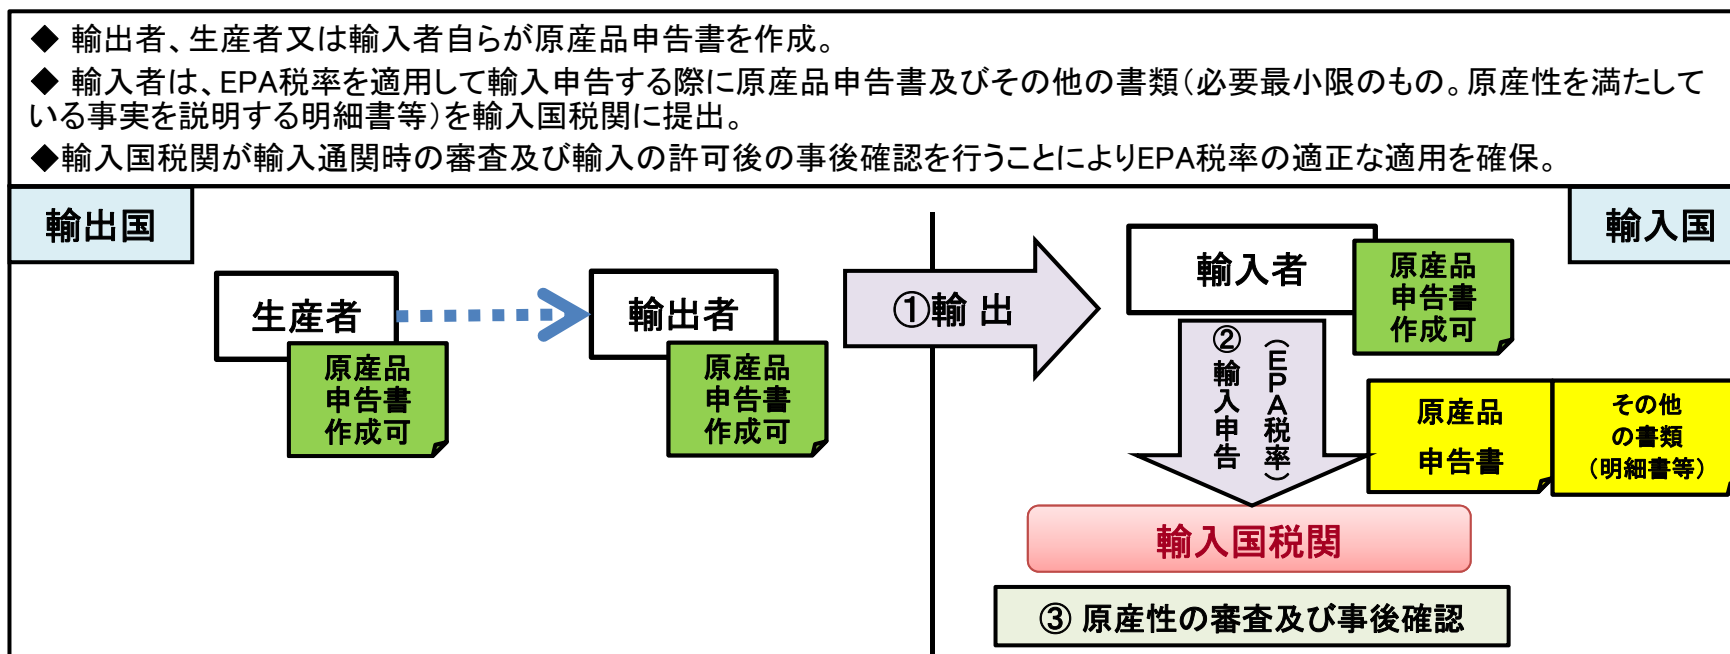 ◆ 輸出者、生産者又は輸入者自らが原産品申告書を作成。
◆ 輸入者は、EPA税率を適用して輸入申告する際に原産品申告書及びその他の書類(必要最小限のもの。原産性を満たして
いる事実を説明する明細書等)を輸入国税関に提出。
◆輸入国税関が輸入通関時の審査及び輸入の許可後の事後確認を行うことによりEPA税率の適正な適用を確保。
輸出国
輸入国
生産者
原産品
申告書
作成可
輸出者
原産品
申告書
作成可
①輸 出
輸入者
原産品
申告書
作成可
②輸入申告
(EPA税率)
原産品
申告書
その他
の書類
(明細書等)
輸入国税関
③ 原産性の審査及び事後確認